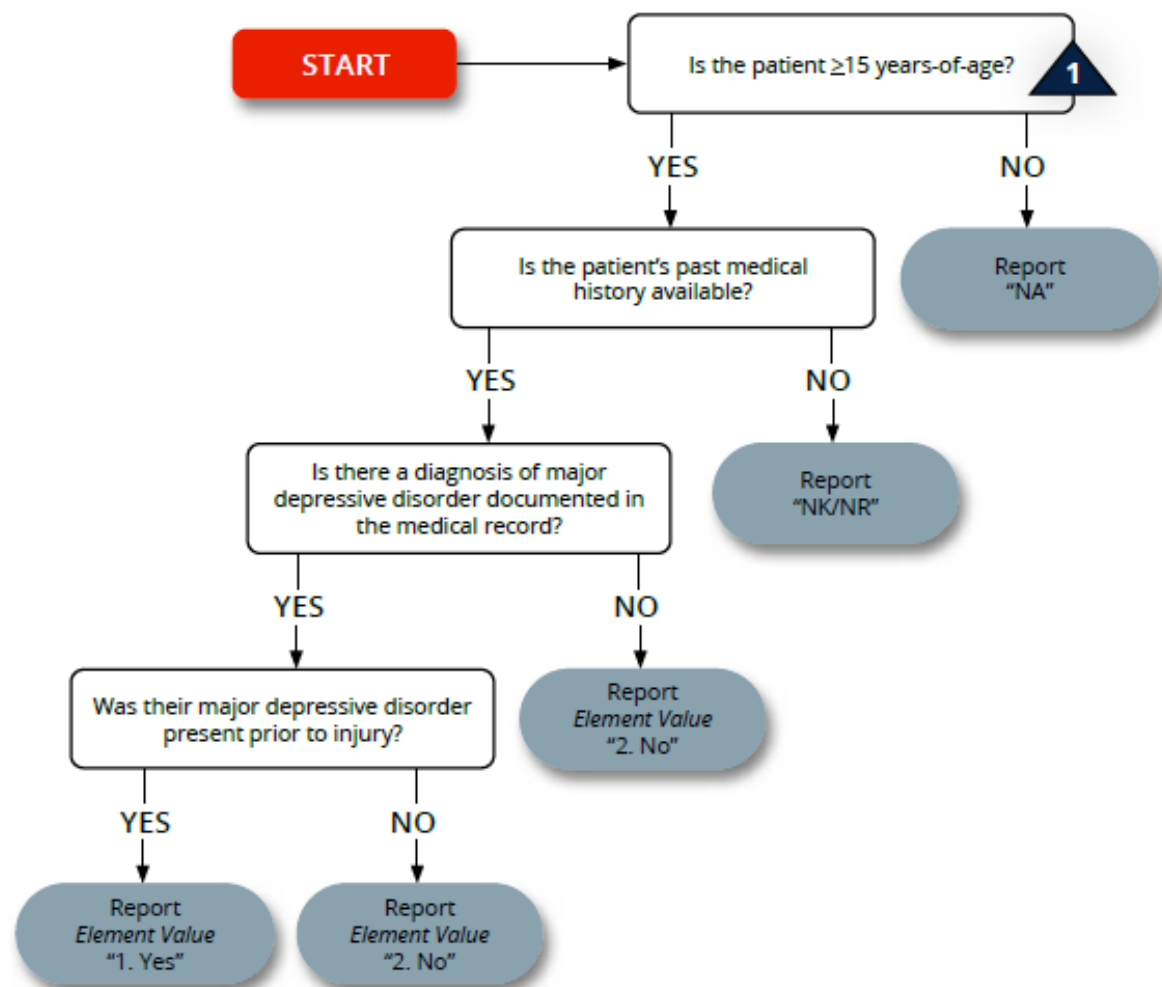 START
Is the patient ≥15 years-of-age?
1
YES
NO
Is the patient’s past medical
history available?
Report
“NA”
YES
NO
Is there a diagnosis of major
depressive disorder documented in
the medical record?
Report
“NK/NR”
YES
NO
Was their major depressive disorder
present prior to injury?
Report
Element Value
“2. No”
YES
NO
Report
Element Value
“1. Yes”
Report
Element Value
“2. No”